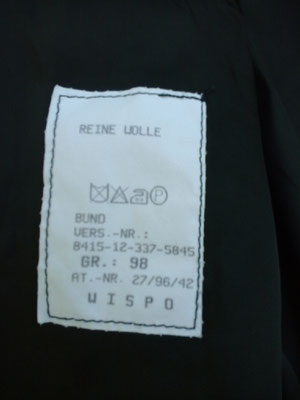 REINE WOLLE
P
BUND
VERS.-NR.:
8415-12-337-5845
GR.: 98
AT.-NR. 27/96/42
WISPO